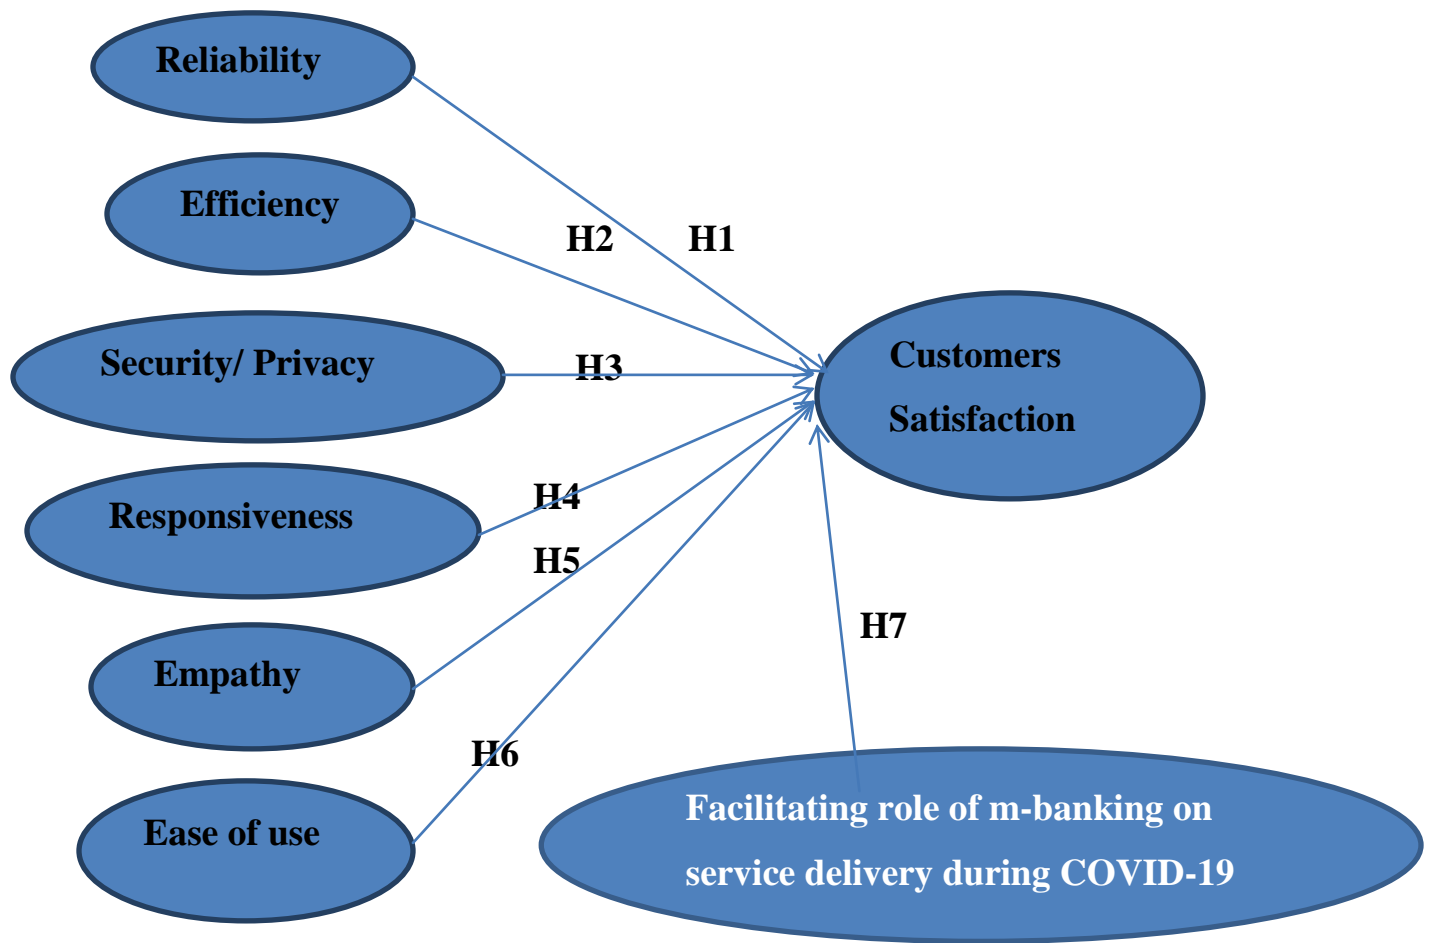 Reliability
Efficiency
H2
H1
Security/ Privacy
H3
Customers
Satisfaction
Responsiveness
H4
H5
Empathy
H7
H6
Ease of use
Facilitating role of m-banking on
service delivery during COVID-19